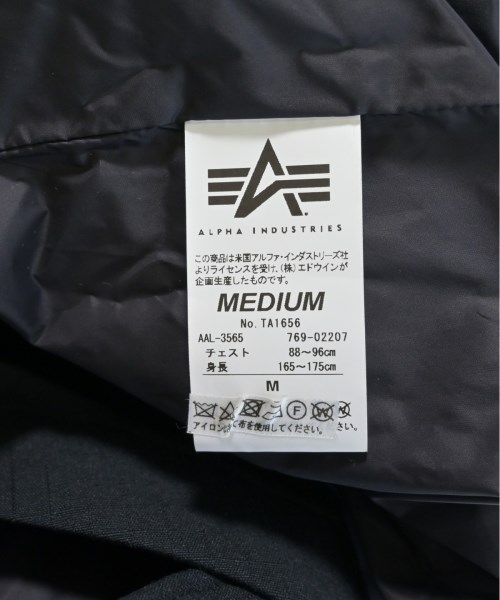 ALPHA INDUSTRIES
この商品は米国アルファ・インダストリーズ社
よりライセンスを受け、(株)エドウインが
企画生産したものです。
MEDIUM
No. TA1656
AAL-3565 769-02207
チェスト 88～96cm
身長 165～175cm
M
アイロンは 布を使用してください。 さい。